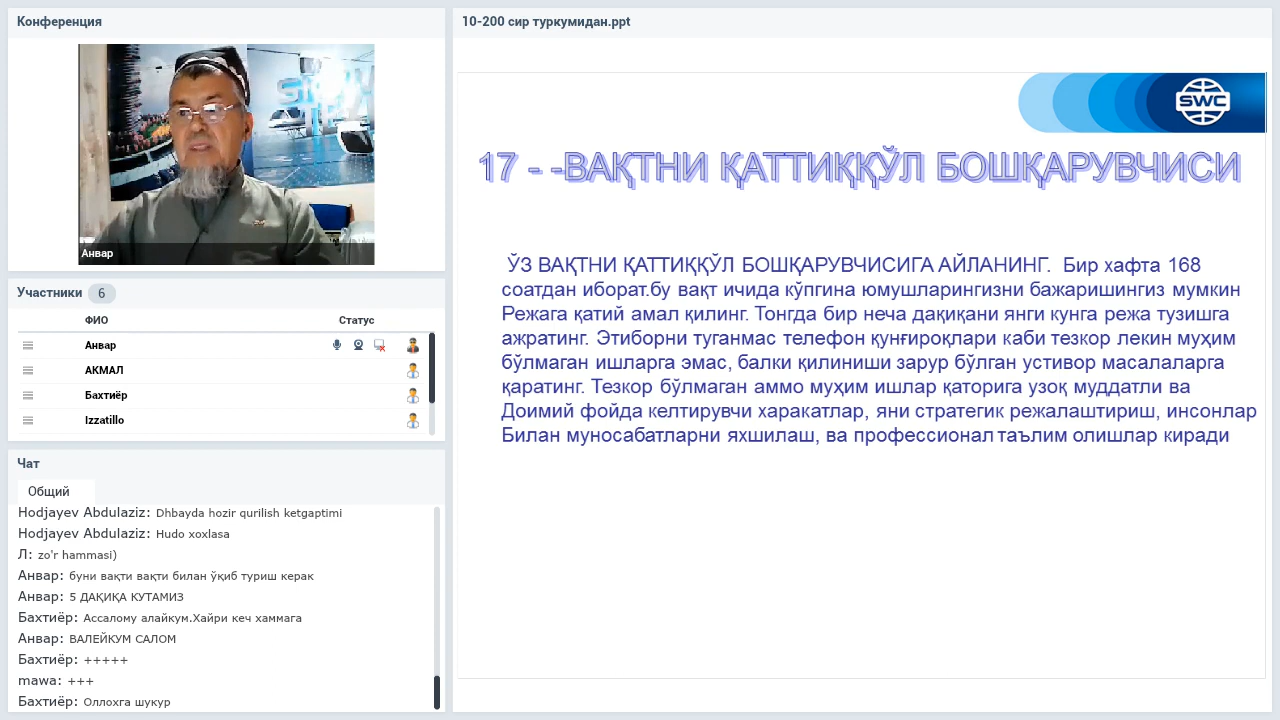 Конференция
Анвар
Участники 6
ФИО Статус
Анвар
АКМАЛ
Бахтиёр
Izzatillo
Чат
Общий
Hodjayev Abdulaziz: Dhbayda hozir qurilish ketgaptimi
Hodjayev Abdulaziz: Hudo xoxlasa
Л: zo'r hammasi)
Анвар: буни вақти вақти билан ўқиб туриш керак
Анвар: 5 ДАҚИҚА КУТАМИЗ
Бахтиёр: Ассалому алайкум.Хайри кеч хаммага
Анвар: ВАЛЕЙКУМ САЛОМ
Бахтиёр: +++++
mawa: +++
Бахтиёр: Оллохга шукур
10-200 сир туркумидан.ppt
SWC
17 - -ВАҚТНИ ҚАТТИҚҚЎЛ БОШҚАРУВЧИСИ
ЎЗ ВАҚТНИ ҚАТТИҚҚЎЛ БОШҚАРУВЧИСИГА АЙЛАНИНГ. Бир хафта 168
соатдан иборат.бу вақт ичида кўпгина юмушларингизни бажаришингиз мумкин
Режага қатий амал қилинг. Тонгда бир неча дақиқани янги кунга режа тузишга
ажратинг. Этиборни туганмас телефон қунғироқлари каби тезкор лекин муҳим
бўлмаган ишларга эмас, балки қилиниши зарур бўлган устивор масалаларга
қаратинг. Тезкор бўлмаган аммо муҳим ишлар қаторига узоқ муддатли ва
Доимий фойда келтирувчи харакатлар, яни стратегик режалаштириш, инсонлар
Билан муносабатларни яхшилаш, ва профессионал таълим олишлар киради